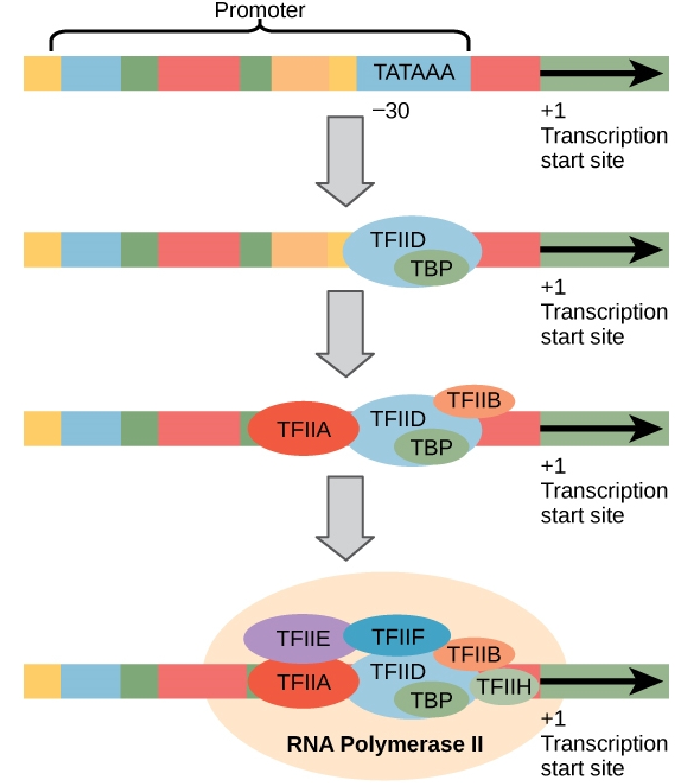 Promoter
TATAAA
−30
+1
Transcription
start site
TFIID
TBP
+1
Transcription
start site
TFIIB
TFIIA
TFIID
TBP
+1
Transcription
start site
TFIIE
TFIIF
TFIIB
TFIIA
TFIID
TFIIH
TBP
+1
Transcription
start site
RNA Polymerase II